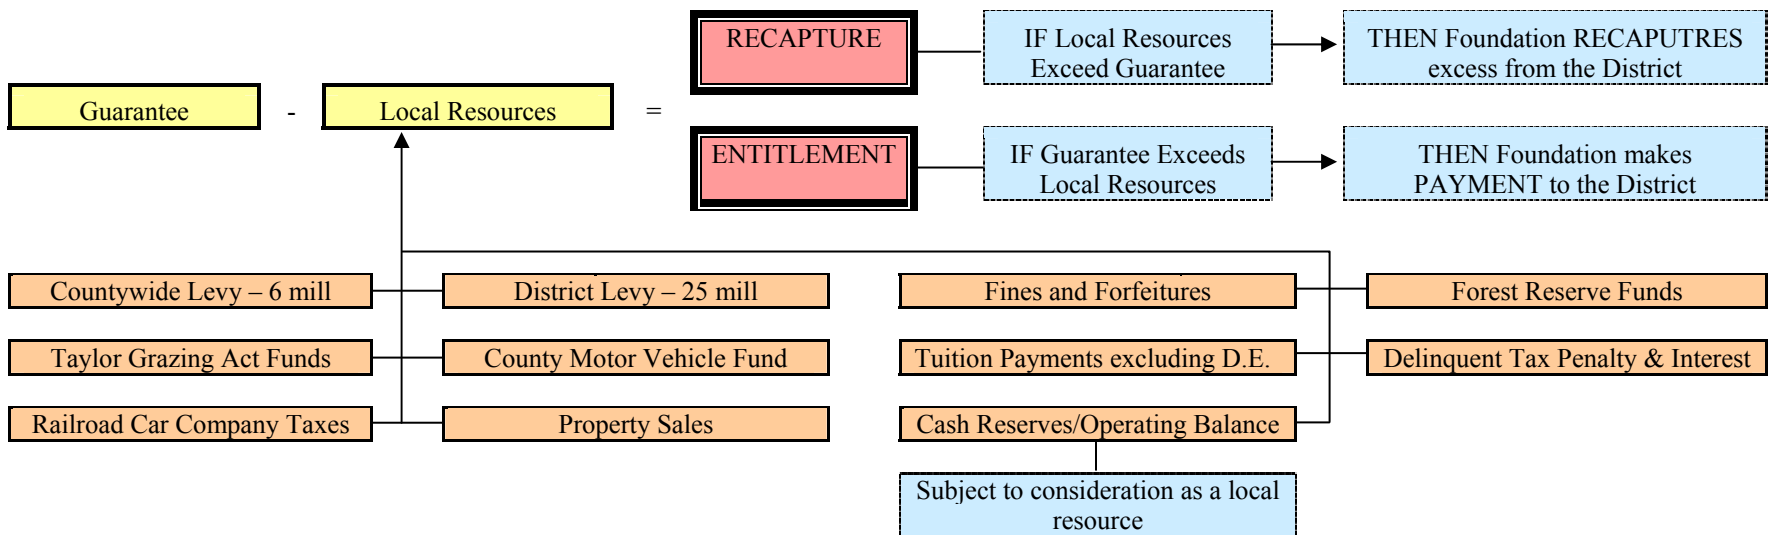 RECAPTURE
IF Local Resources
Exceed Guarantee
THEN Foundation RECAPUTRES
excess from the District
Guarantee
-
Local Resources
=
ENTITLEMENT
IF Guarantee Exceeds
Local Resources
THEN Foundation makes
PAYMENT to the District
Countywide Levy – 6 mill
District Levy – 25 mill
Fines and Forfeitures
Forest Reserve Funds
Taylor Grazing Act Funds
County Motor Vehicle Fund
Tuition Payments excluding D.E.
Delinquent Tax Penalty & Interest
Railroad Car Company Taxes
Property Sales
Cash Reserves/Operating Balance
Subject to consideration as a local
resource